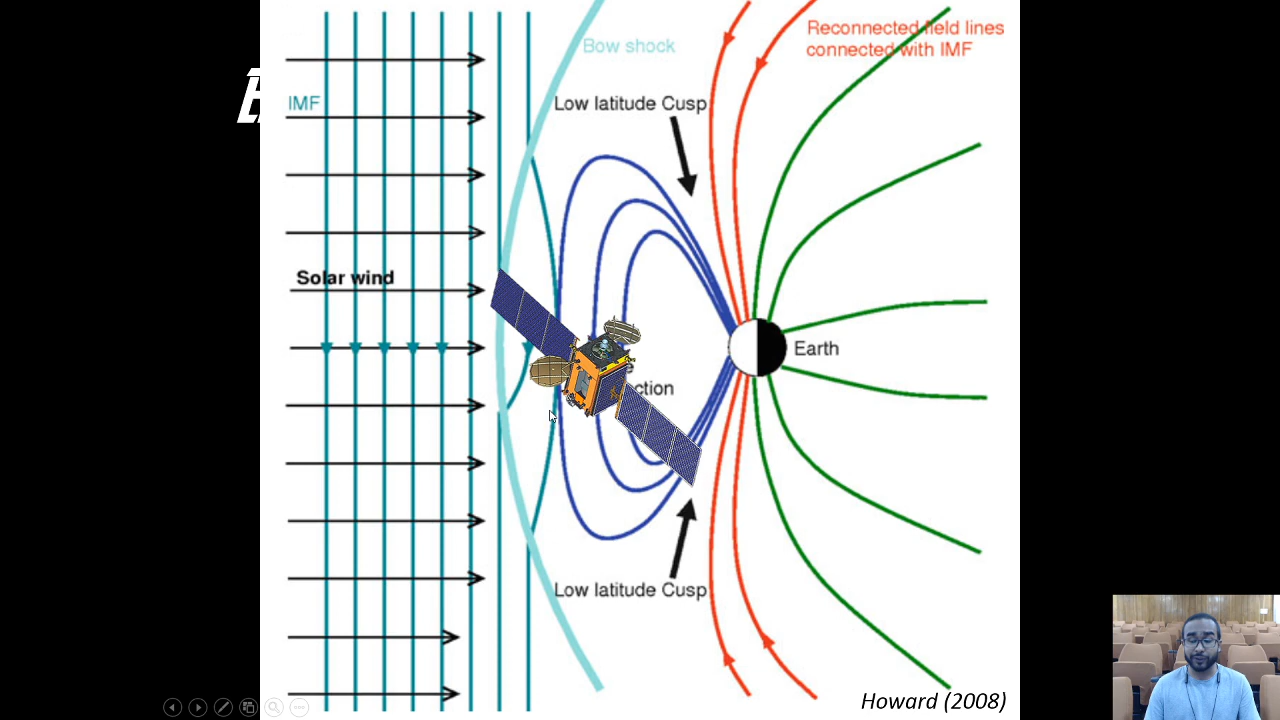 Reconnected field lines
connected with IMF
Bow shock
IMF
Low latitude Cusp
Solar wind
Earth
Low latitude Cusp
Howard (2008)